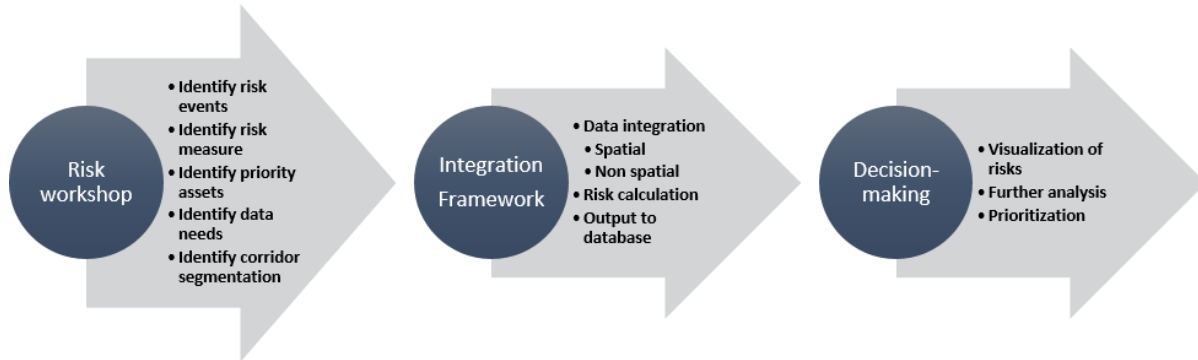 Risk
workshop
• Identify risk
events
• Identify risk
measure
• Identify priority
assets
• Identify data
needs
• Identify corridor
segmentation
Integration
Framework
• Data integration
• Spatial
• Non spatial
• Risk calculation
• Output to
database
Decision-
making
• Visualization of
risks
• Further analysis
• Prioritization